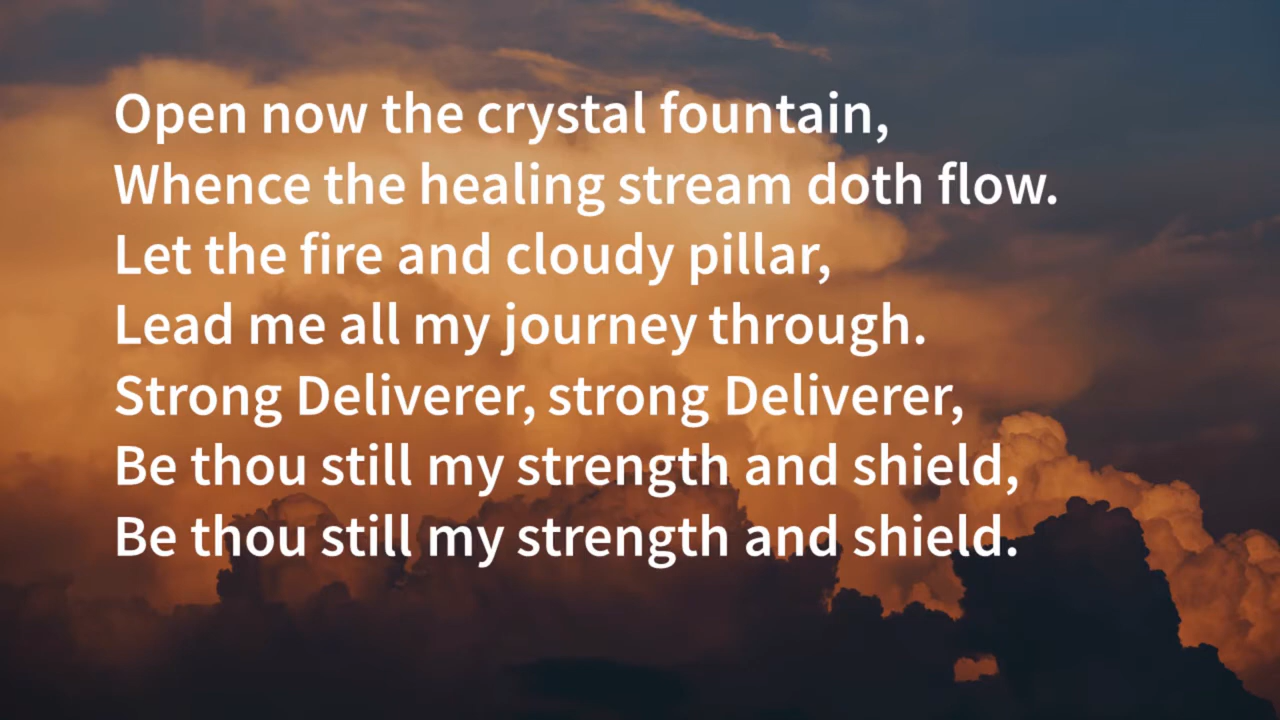 Open now the crystal fountain,
Whence the healing stream doth flow.
Let the fire and cloudy pillar,
Lead me all my journey through.
Strong Deliverer, strong Deliverer,
Be thou still my strength and shield,
Be thou still my strength and shield.